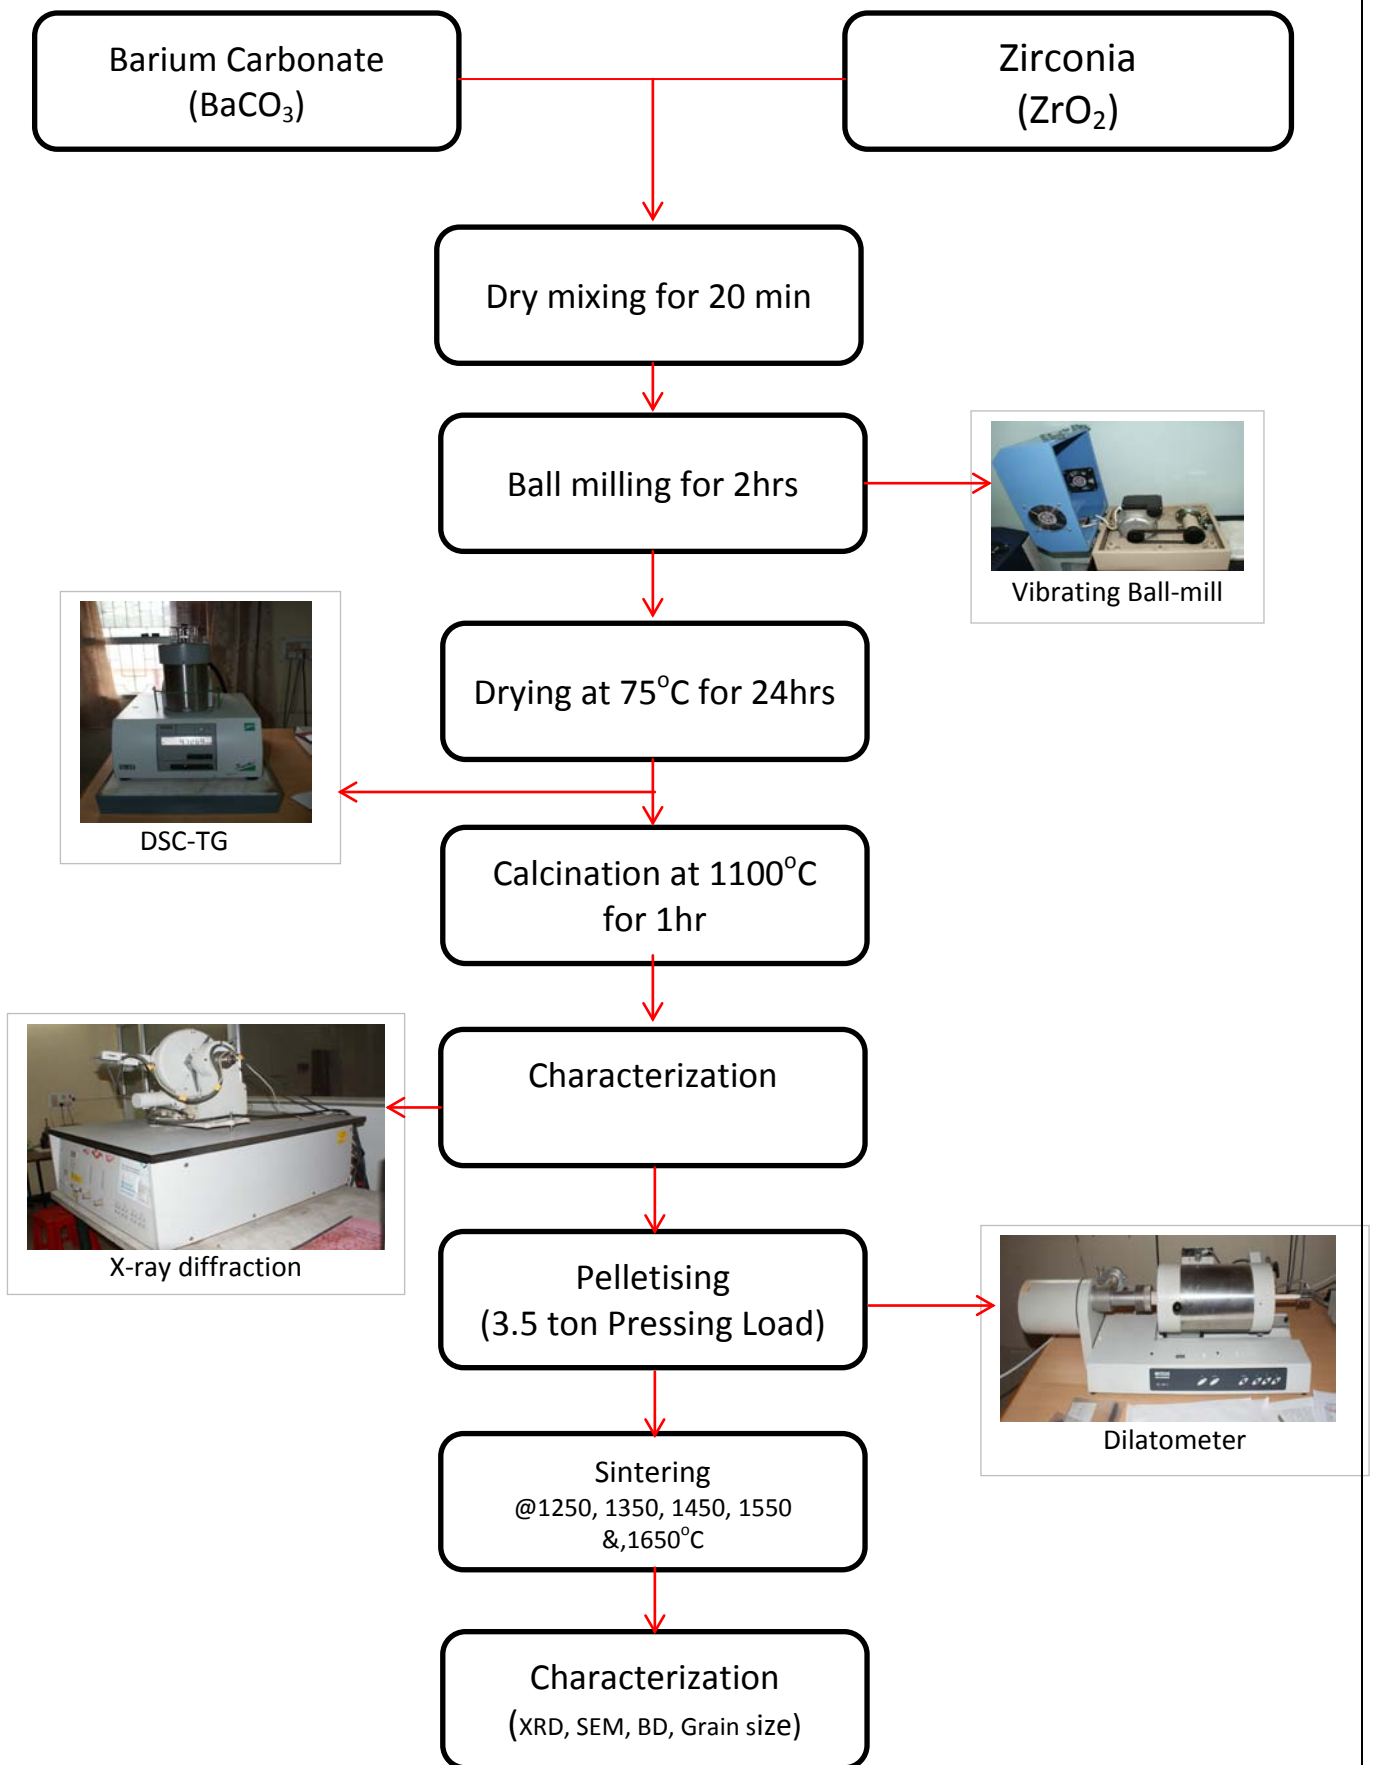 Barium Carbonate
(BaCO₃)
Zirconia
(ZrO₂)
Dry mixing for 20 min
Ball milling for 2hrs
Vibrating Ball-mill
Drying at 75°C for 24hrs
DSC-TG
Calcination at 1100°C
for 1hr
Characterization
X-ray diffraction
Pelletising
(3.5 ton Pressing Load)
Dilatometer
Sintering
@1250, 1350, 1450, 1550
&,1650°C
Characterization
(XRD, SEM, BD, Grain size)